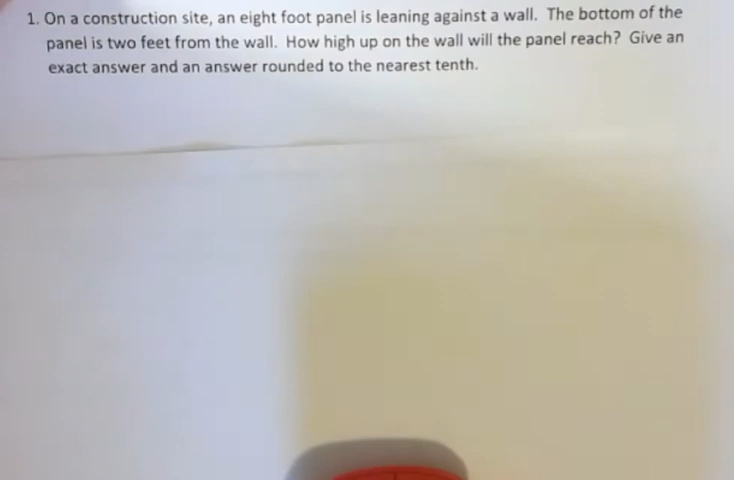 1. On a construction site, an eight foot panel is leaning against a wall. The bottom of the
panel is two feet from the wall. How high up on the wall will the panel reach? Give an
exact answer and an answer rounded to the nearest tenth.